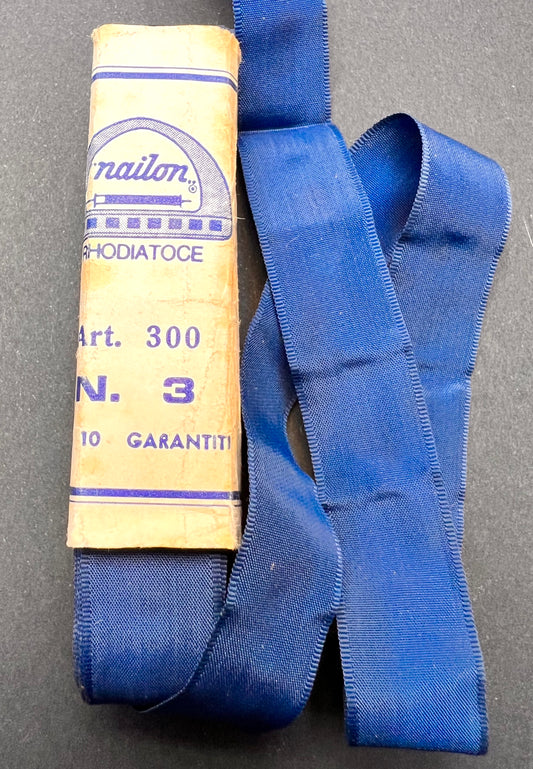 "nailon"
RHODIATOCE
Art. 300
N. 3
10 GARANTITI